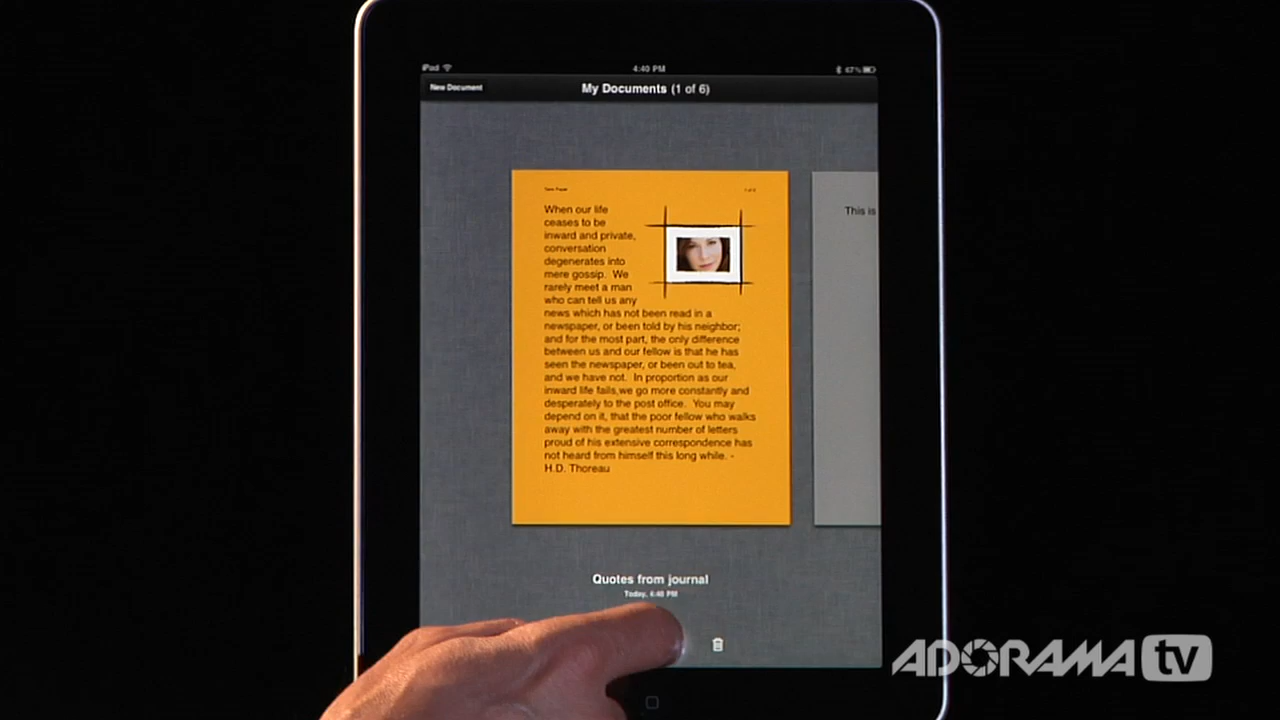 iPod
4:40 PM
67%
New Document
My Documents (1 of 6)
1 of 2
When our life
ceases to be
inward and private,
conversation
degenerates into
mere gossip. We
rarely meet a man
who can tell us any
news which has not been read in a
newspaper, or been told by his neighbor;
and for the most part, the only difference
between us and our fellow is that he has
seen the newspaper, or been out to tea,
and we have not. In proportion as our
inward life fails,we go more constantly and
desperately to the post office. You may
depend on it, that the poor fellow who walks
away with the greatest number of letters
proud of his extensive correspondence has
not heard from himself this long while. -
H.D. Thoreau
This is
Quotes from journal
Today, 4:40 PM
ADORAMA tv